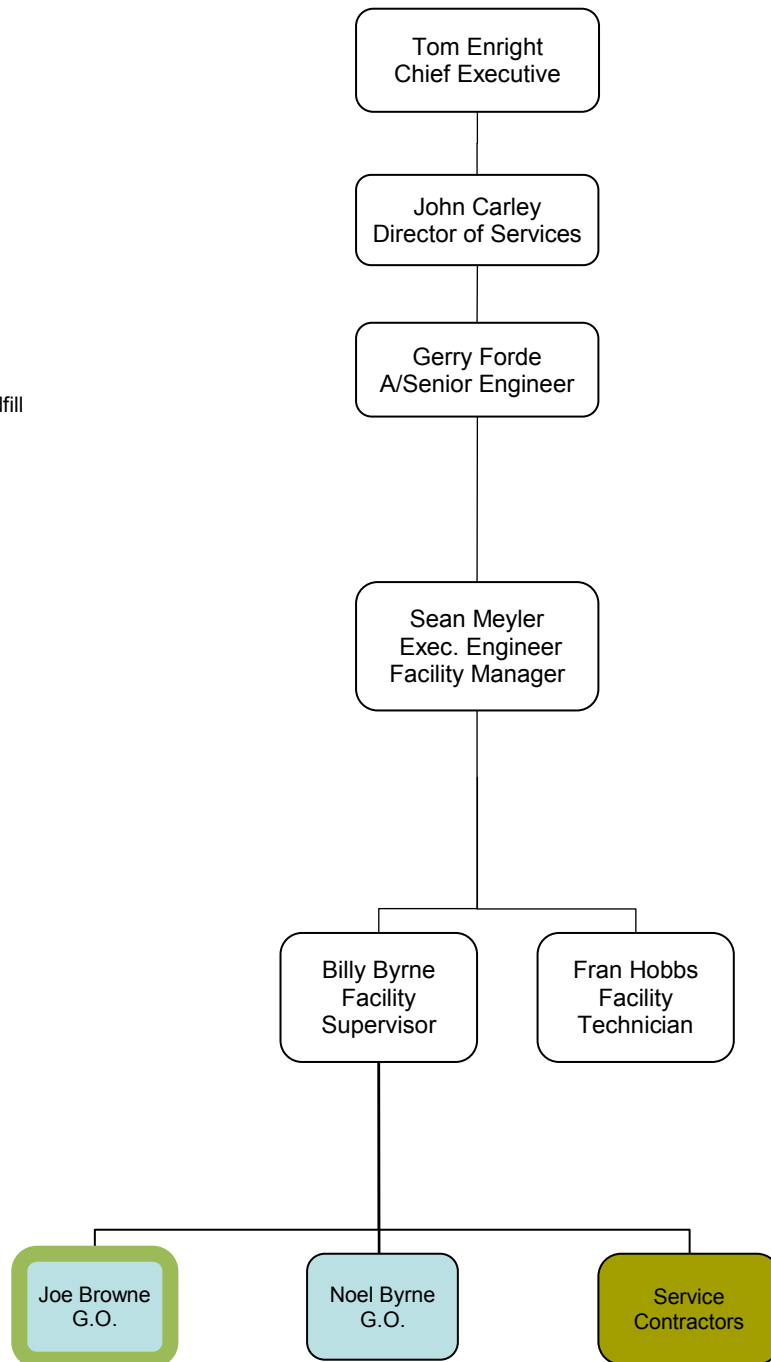 Tom Enright
Chief Executive
John Carley
Director of Services
Gerry Forde
A/Senior Engineer
lfill
Sean Meyler
Exec. Engineer
Facility Manager
Billy Byrne
Facility
Supervisor
Fran Hobbs
Facility
Technician
Joe Browne
G.O.
Noel Byrne
G.O.
Service
Contractors